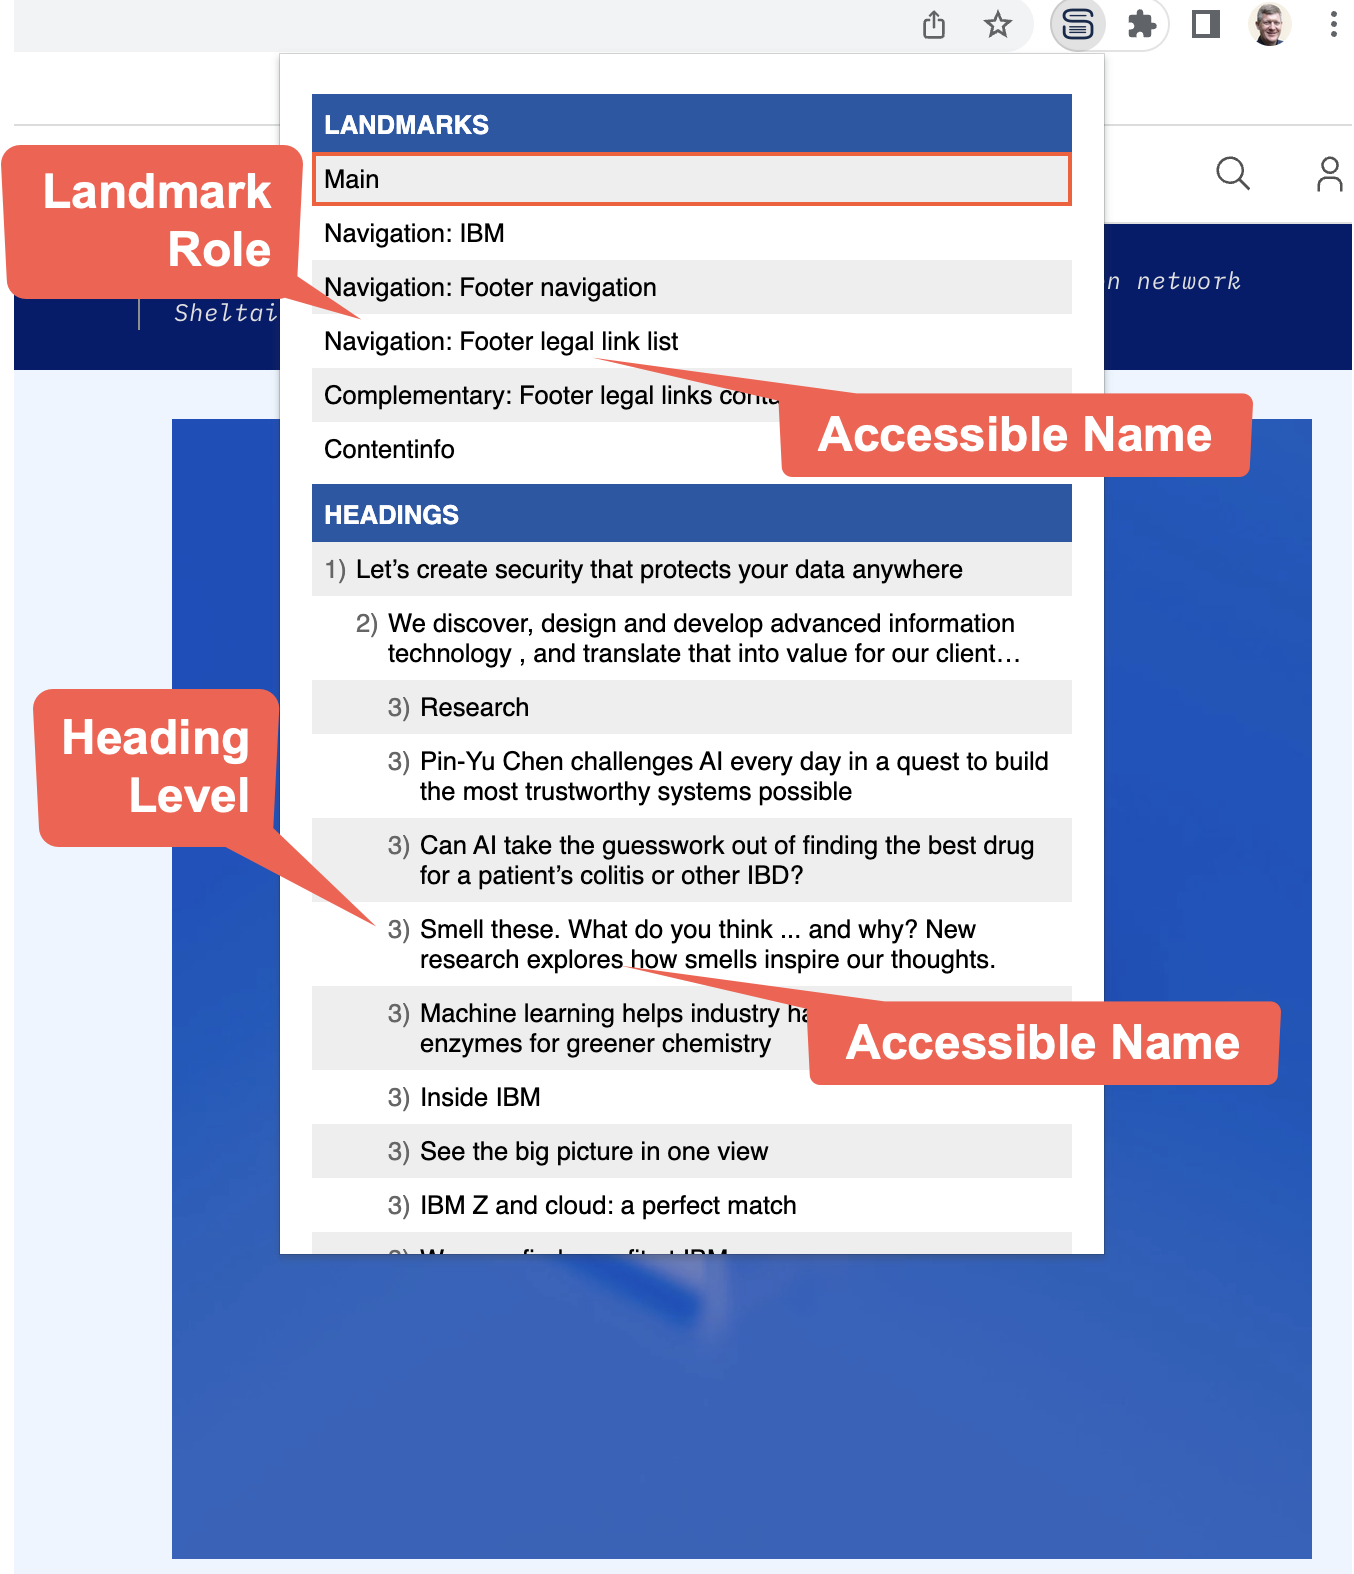 LANDMARKS
Main
Navigation: IBM
Navigation: Footer navigation
Navigation: Footer legal link list
Complementary: Footer legal links
Contentinfo
HEADINGS
1) Let’s create security that protects your data anywhere
2) We discover, design and develop advanced information
technology , and translate that into value for our client…
3) Research
3) Pin-Yu Chen challenges AI every day in a quest to build
the most trustworthy systems possible
3) Can AI take the guesswork out of finding the best drug
for a patient’s colitis or other IBD?
3) Smell these. What do you think ... and why? New
research explores how smells inspire our thoughts.
3) Machine learning helps industry
enzymes for greener chemistry
3) Inside IBM
3) See the big picture in one view
3) IBM Z and cloud: a perfect match
Landmark
Role
Accessible Name
Heading
Level
Accessible Name
network